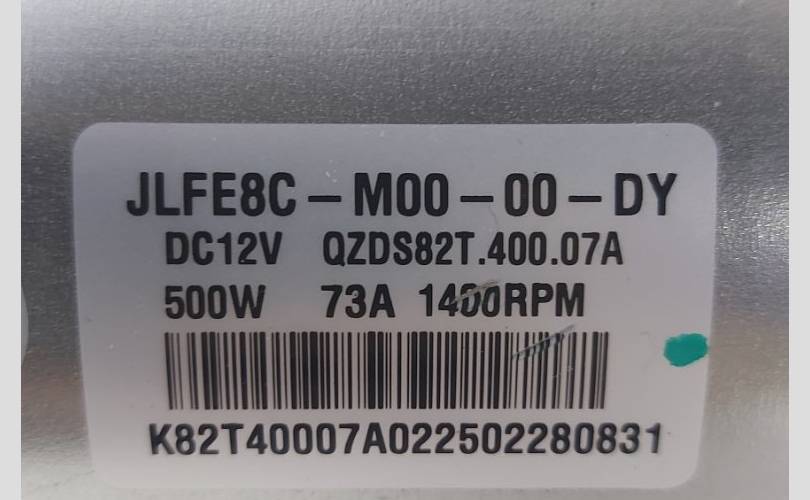 JLFE8C – M00 – 00 – DY
DC12V QZDS82T.400.07A
500W 73A 1400RPM
K82T40007A022502280831